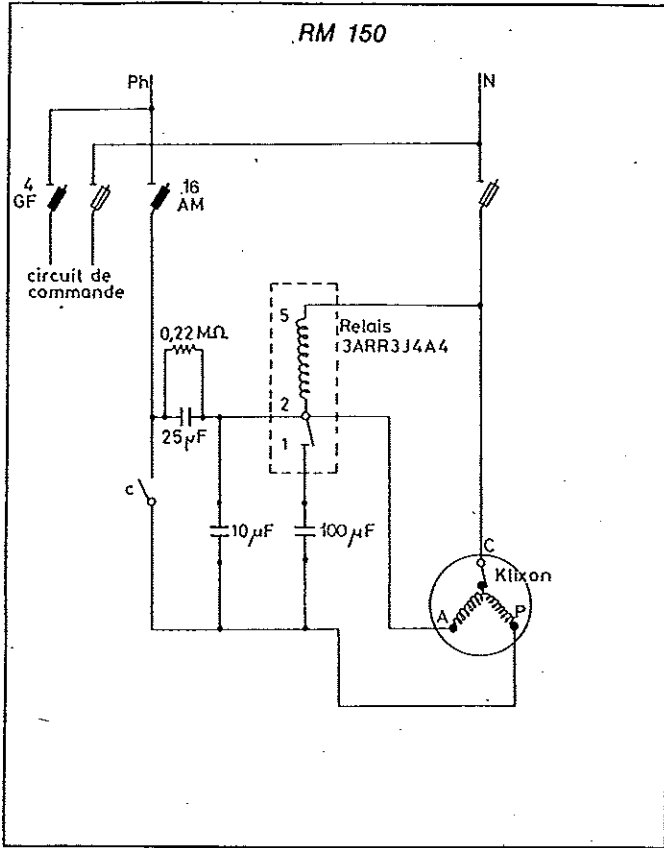 RM 150
Ph
N
4
GF
16
AM
circuit de
commande
5
Relais
3ARR3J4A4
0,22 MΩ
2
25µF
1
c
10µF
100µF
C
Klixon
A
P